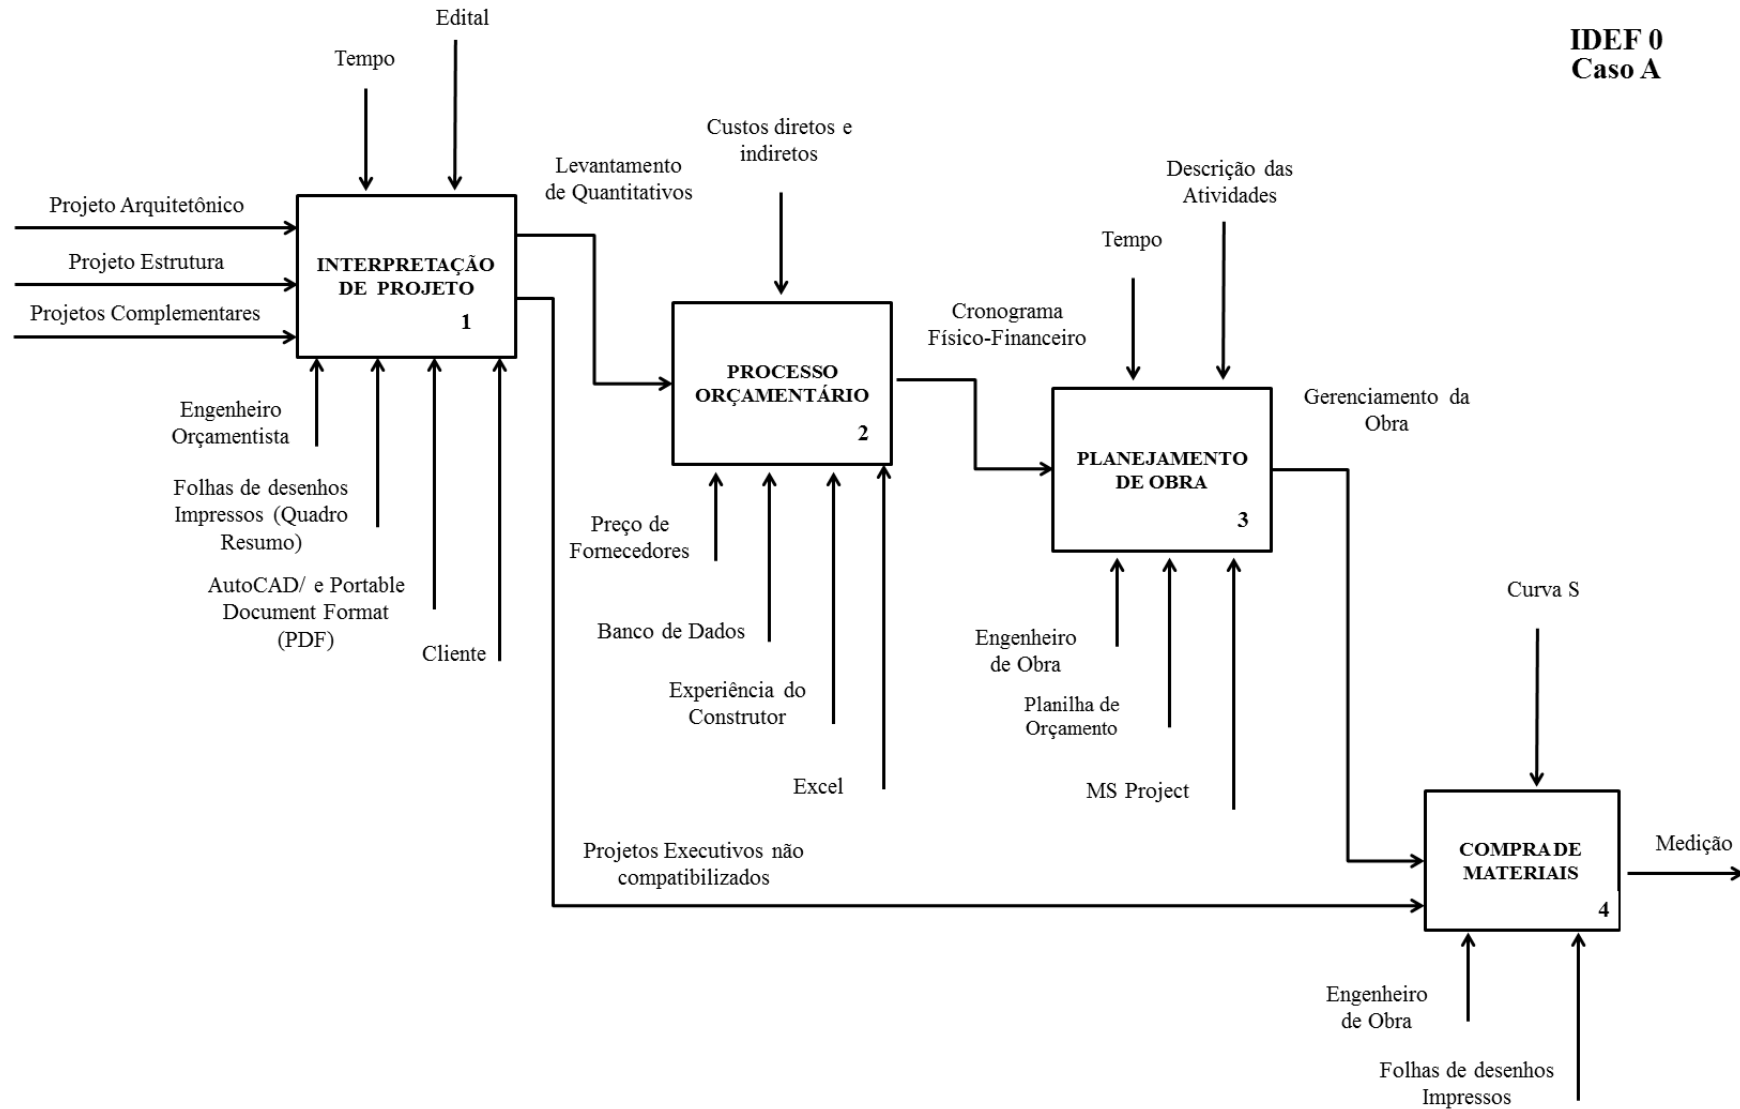 Edital
IDEF 0
Caso A
Tempo
Custos diretos e
indiretos
Levantamento
de Quantitativos
Descrição das
Atividades
Projeto Arquitetônico
Projeto Estrutura
Projetos Complementares
INTERPRETAÇÃO
DE PROJETO
1
Tempo
Cronograma
Físico-Financeiro
PROCESSO
ORÇAMENTÁRIO
2
Gerenciamento da
Obra
Engenheiro
Orçamentista
PLANEJAMENTO
DE OBRA
3
Folhas de desenhos
Impressos (Quadro
Resumo)
Preço de
Fornecedores
AutoCAD/ e Portable
Document Format
(PDF)
Curva S
Cliente
Banco de Dados
Engenheiro
de Obra
Experiência do
Construtor
Planilha de
Orçamento
Excel
MS Project
Projetos Executivos não
compatibilizados
COMPRA DE
MATERIAIS
4
Medição
Engenheiro
de Obra
Folhas de desenhos
Impressos